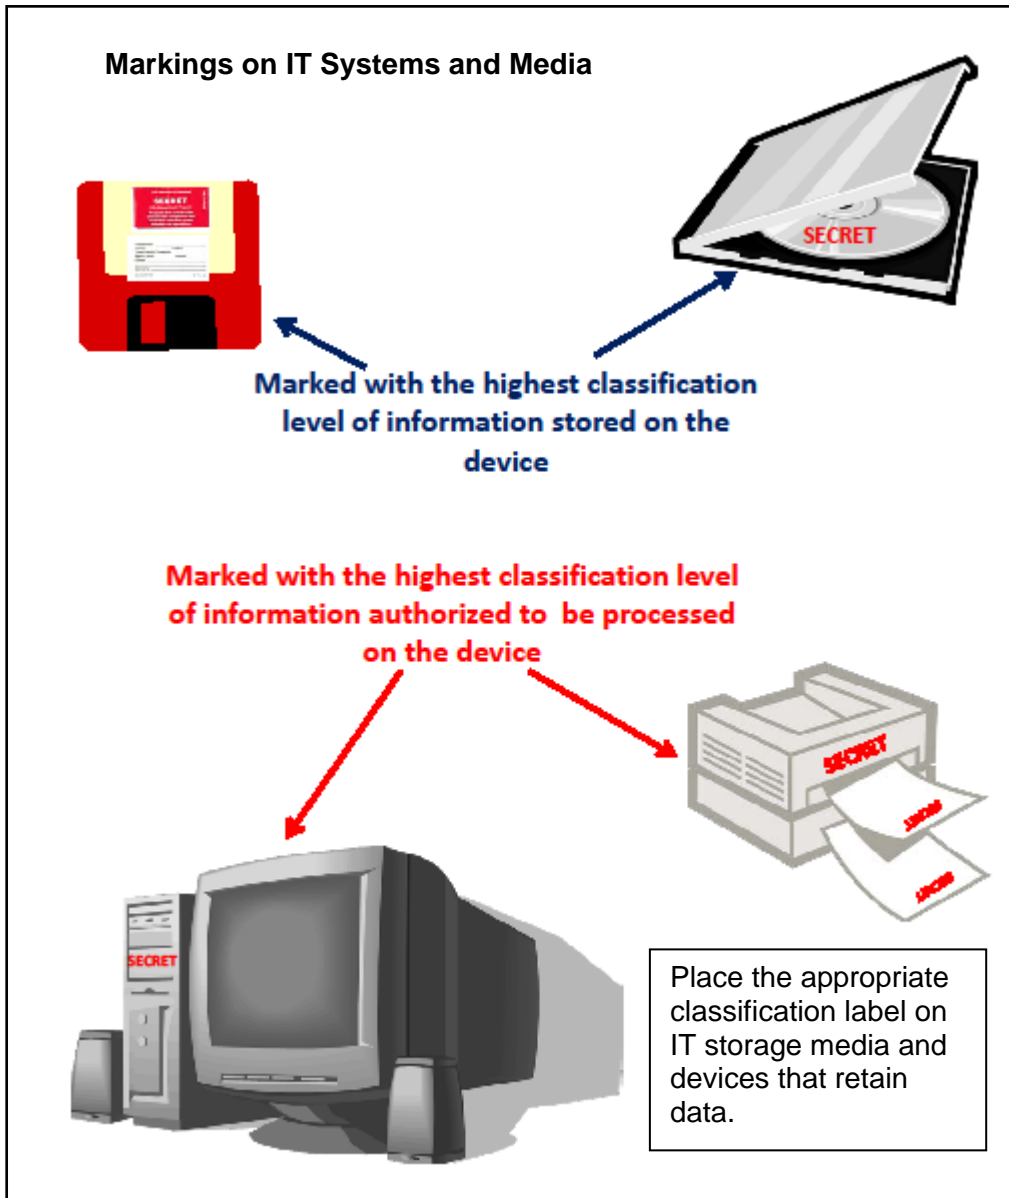 Markings on IT Systems and Media
SECRET
SECRET
Marked with the highest classification
level of information stored on the
device
Marked with the highest classification level
of information authorized to  be processed
on the device
SECRET
SECRET
SECRET
SECRET
Place the appropriate
classification label on
IT storage media and
devices that retain
data.